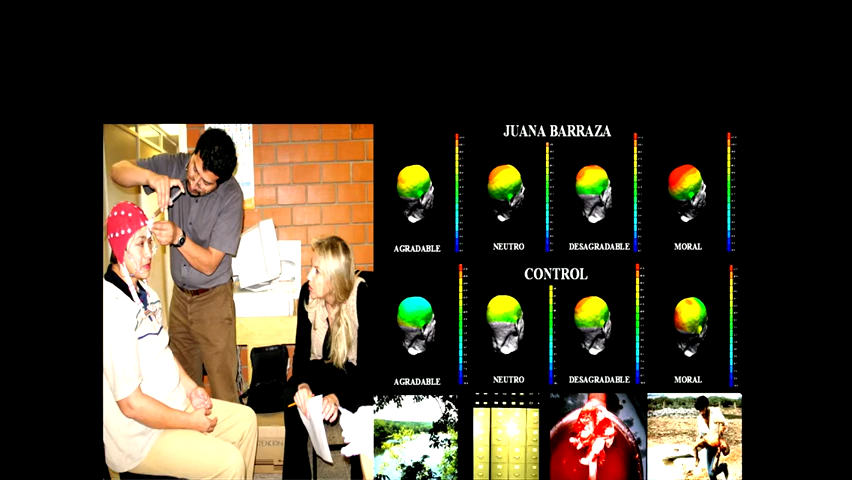 JUANA BARRAZA
AGRADABLE
NEUTRO
DESAGRADABLE
MORAL
CONTROL
AGRADABLE
NEUTRO
DESAGRADABLE
MORAL